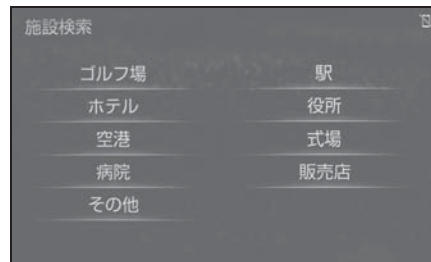 施設検索
ゴルフ場 駅
ホテル 役所
空港 式場
病院 販売店
その他